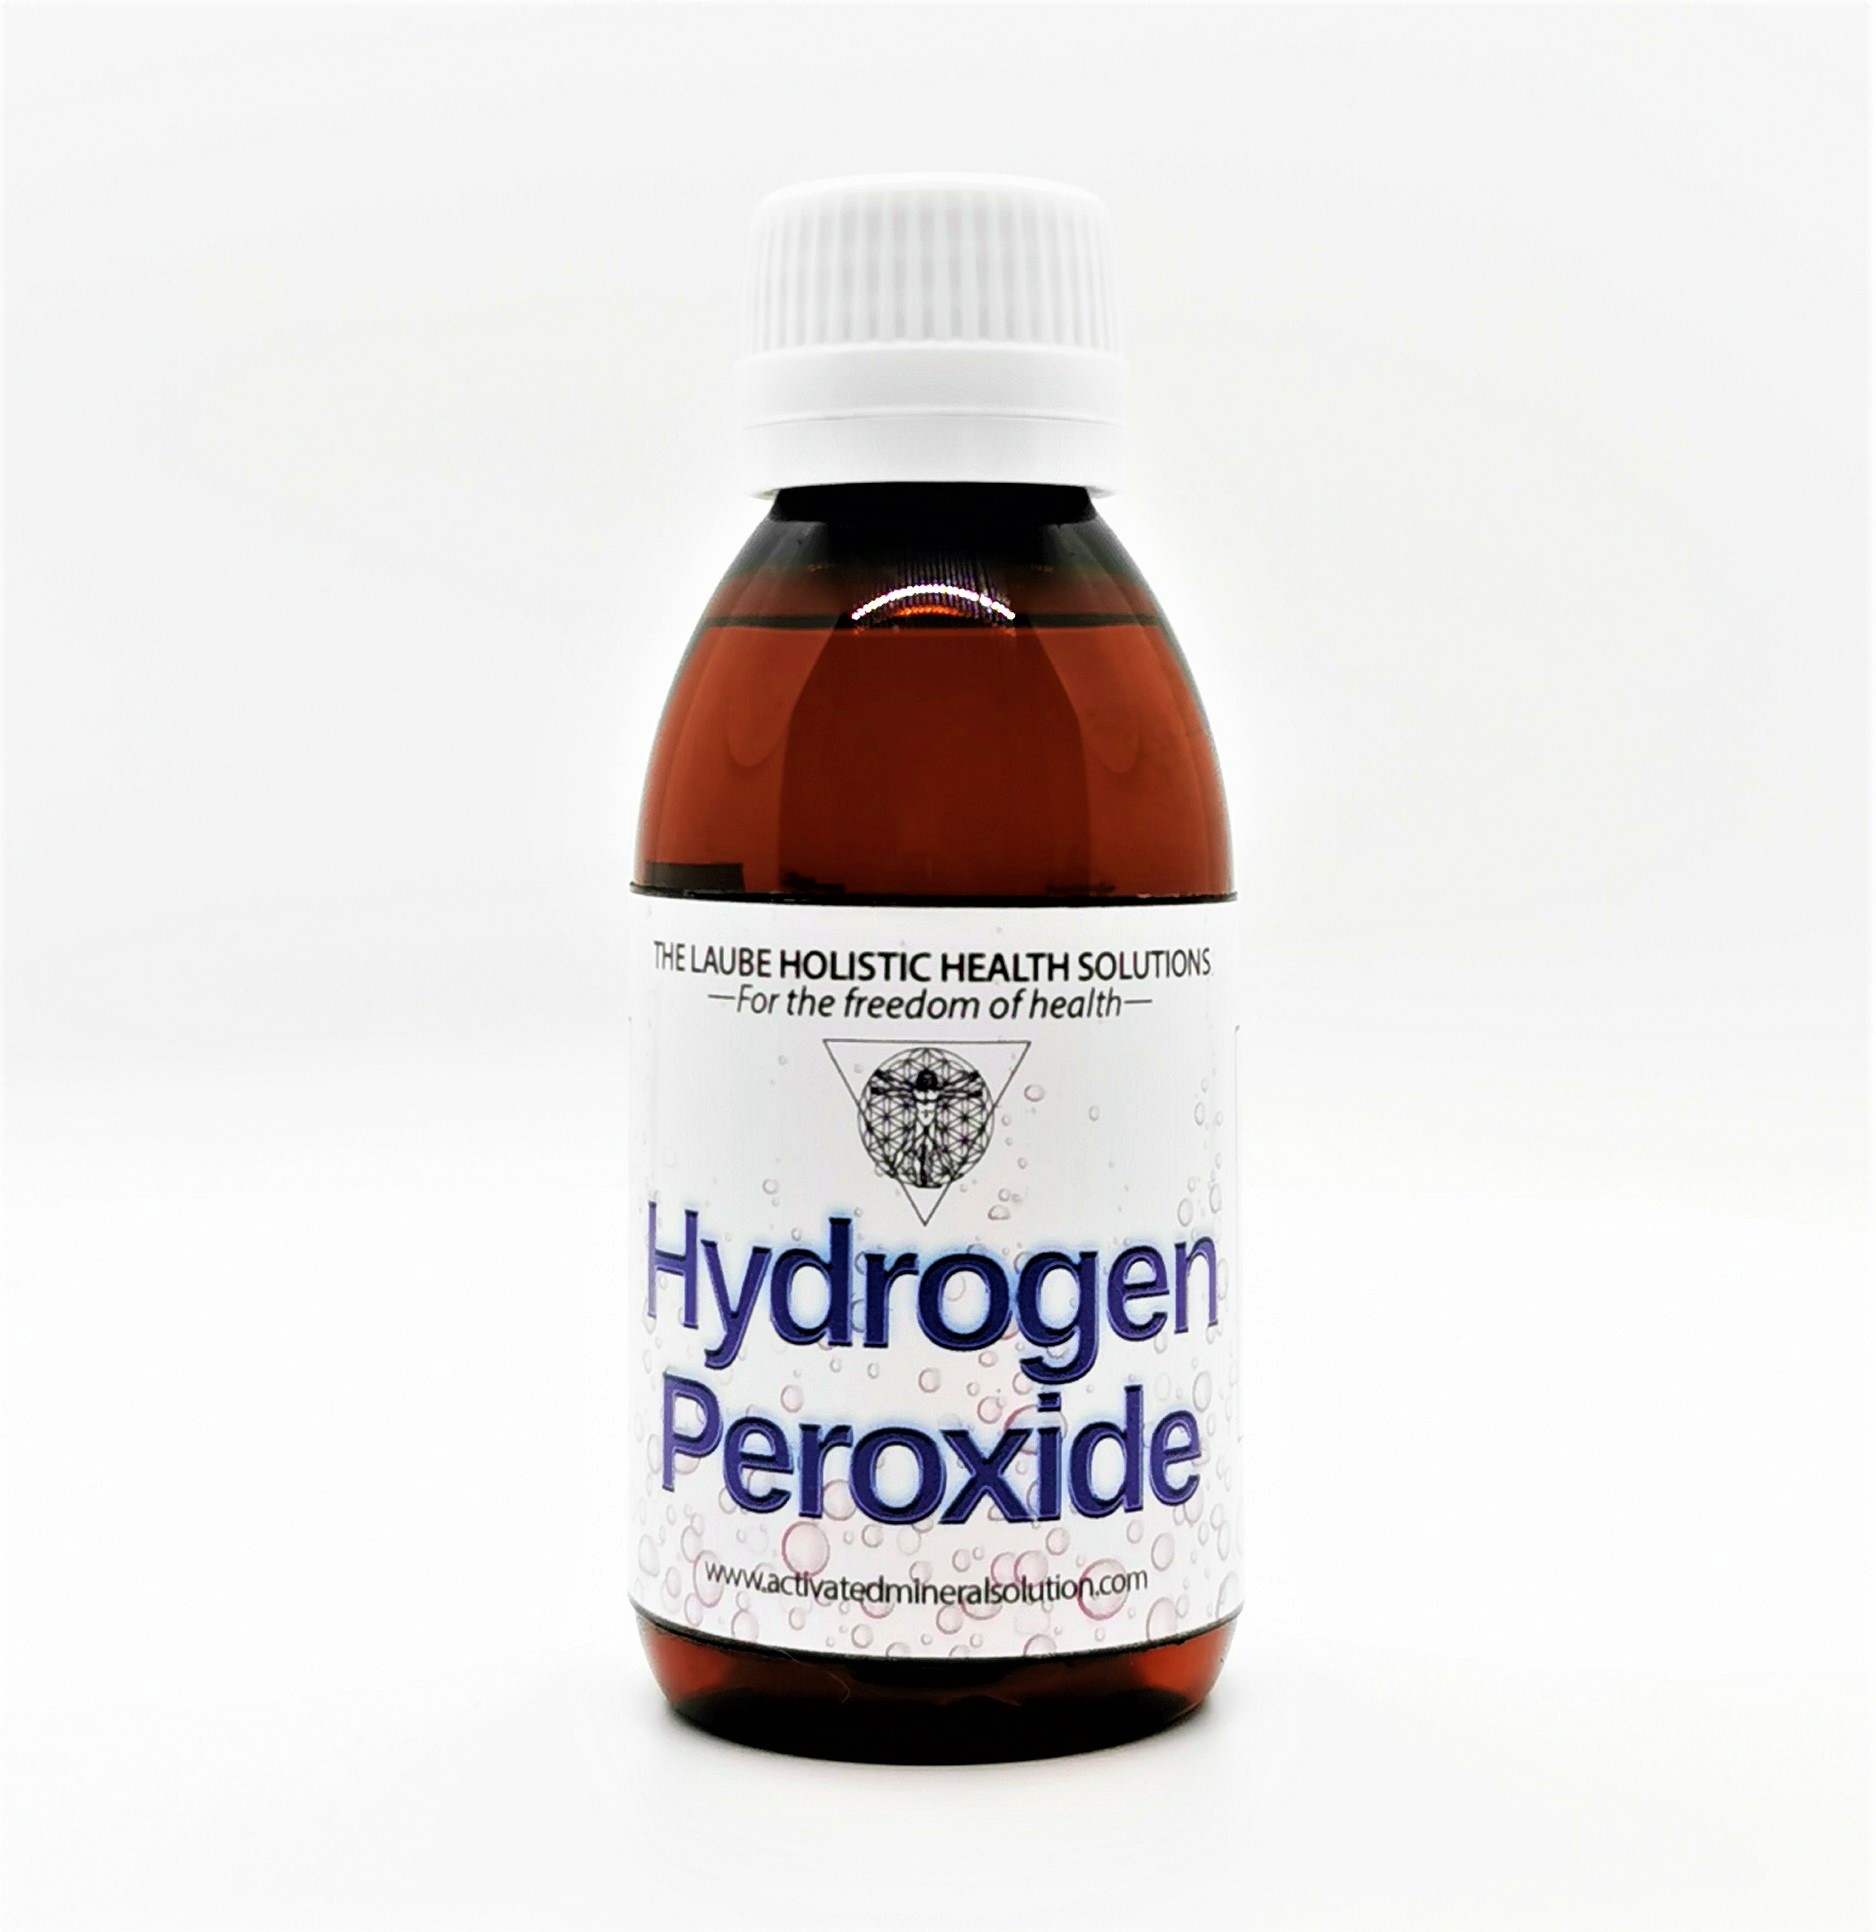 THE LAUBE HOLISTIC HEALTH SOLUTIONS
—For the freedom of health—
Hydrogen
Peroxide
www.activatedmineralsolution.com